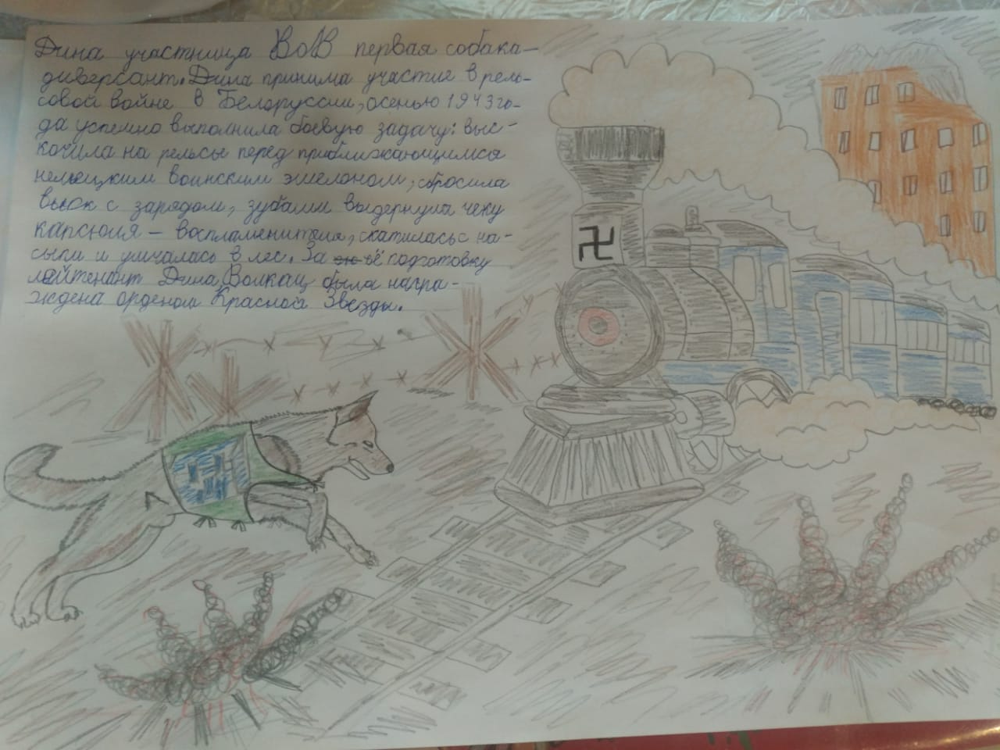 Дина участница ВоВ первая собака-
диверсант. Дина принима участие в рель-
совой войне в Белоруссии, осенью 1943 го-
да успешно выполнила боевую задачу: выс-
кочила на рельсы перед приближающимся
немецким воинским эшелоном, сбросила
вьюк с зарядом, зубами выдернула чеку
капсюля - воспламенителя, скатилась с на-
сыпи и умчалась в лес. За её подготовку
лейтенант Дина Волкац была награ-
ждена орденом Красной Звезды.